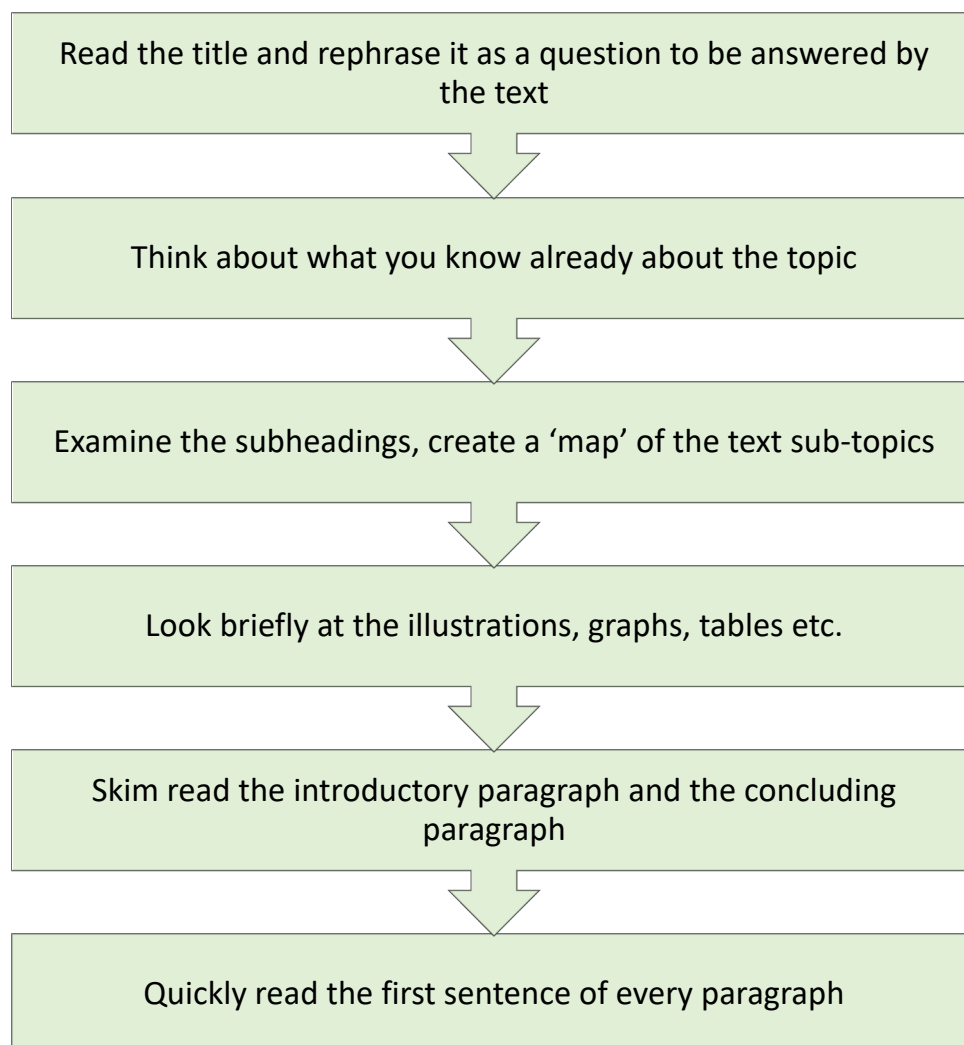 Read the title and rephrase it as a question to be answered by
the text
Think about what you know already about the topic
Examine the subheadings, create a ‘map’ of the text sub-topics
Look briefly at the illustrations, graphs, tables etc.
Skim read the introductory paragraph and the concluding
paragraph
Quickly read the first sentence of every paragraph